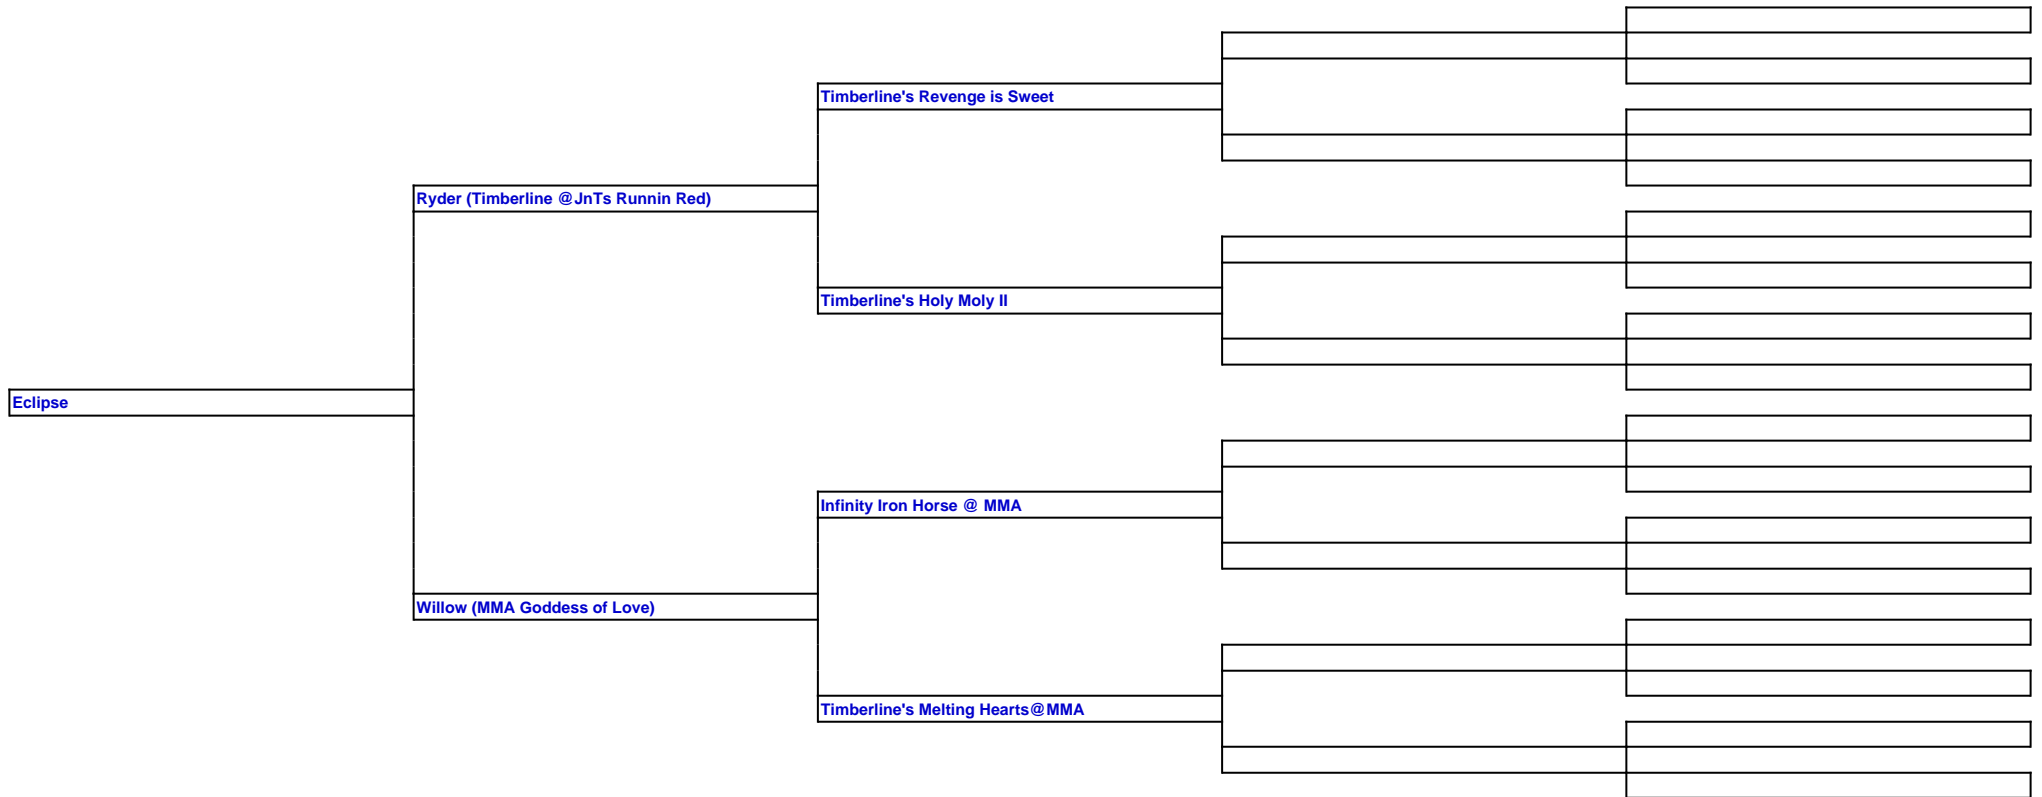 Timberline's Revenge is Sweet
Ryder (Timberline @JnTs Runnin Red)
Timberline's Holy Moly II
Eclipse
Infinity Iron Horse @ MMA
Willow (MMA Goddess of Love)
Timberline's Melting Hearts@MMA